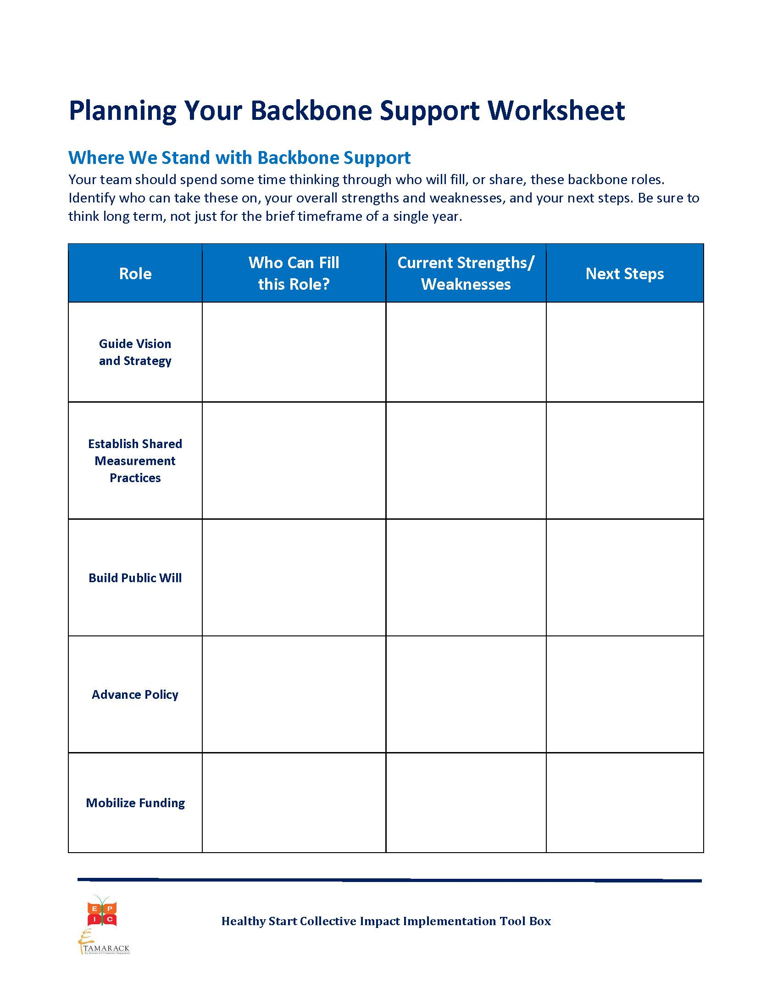 Planning Your Backbone Support Worksheet
Where We Stand with Backbone Support
Your team should spend some time thinking through who will fill, or share, these backbone roles.
Identify who can take these on, your overall strengths and weaknesses, and your next steps. Be sure to
think long term, not just for the brief timeframe of a single year.
Role
Who Can Fill
this Role?
Current Strengths/
Weaknesses
Next Steps
Guide Vision
and Strategy
Establish Shared
Measurement
Practices
Build Public Will
Advance Policy
Mobilize Funding
E P
I C
Healthy Start Collective Impact Implementation Tool Box
TAMARACK
An Institute for Community Engagement